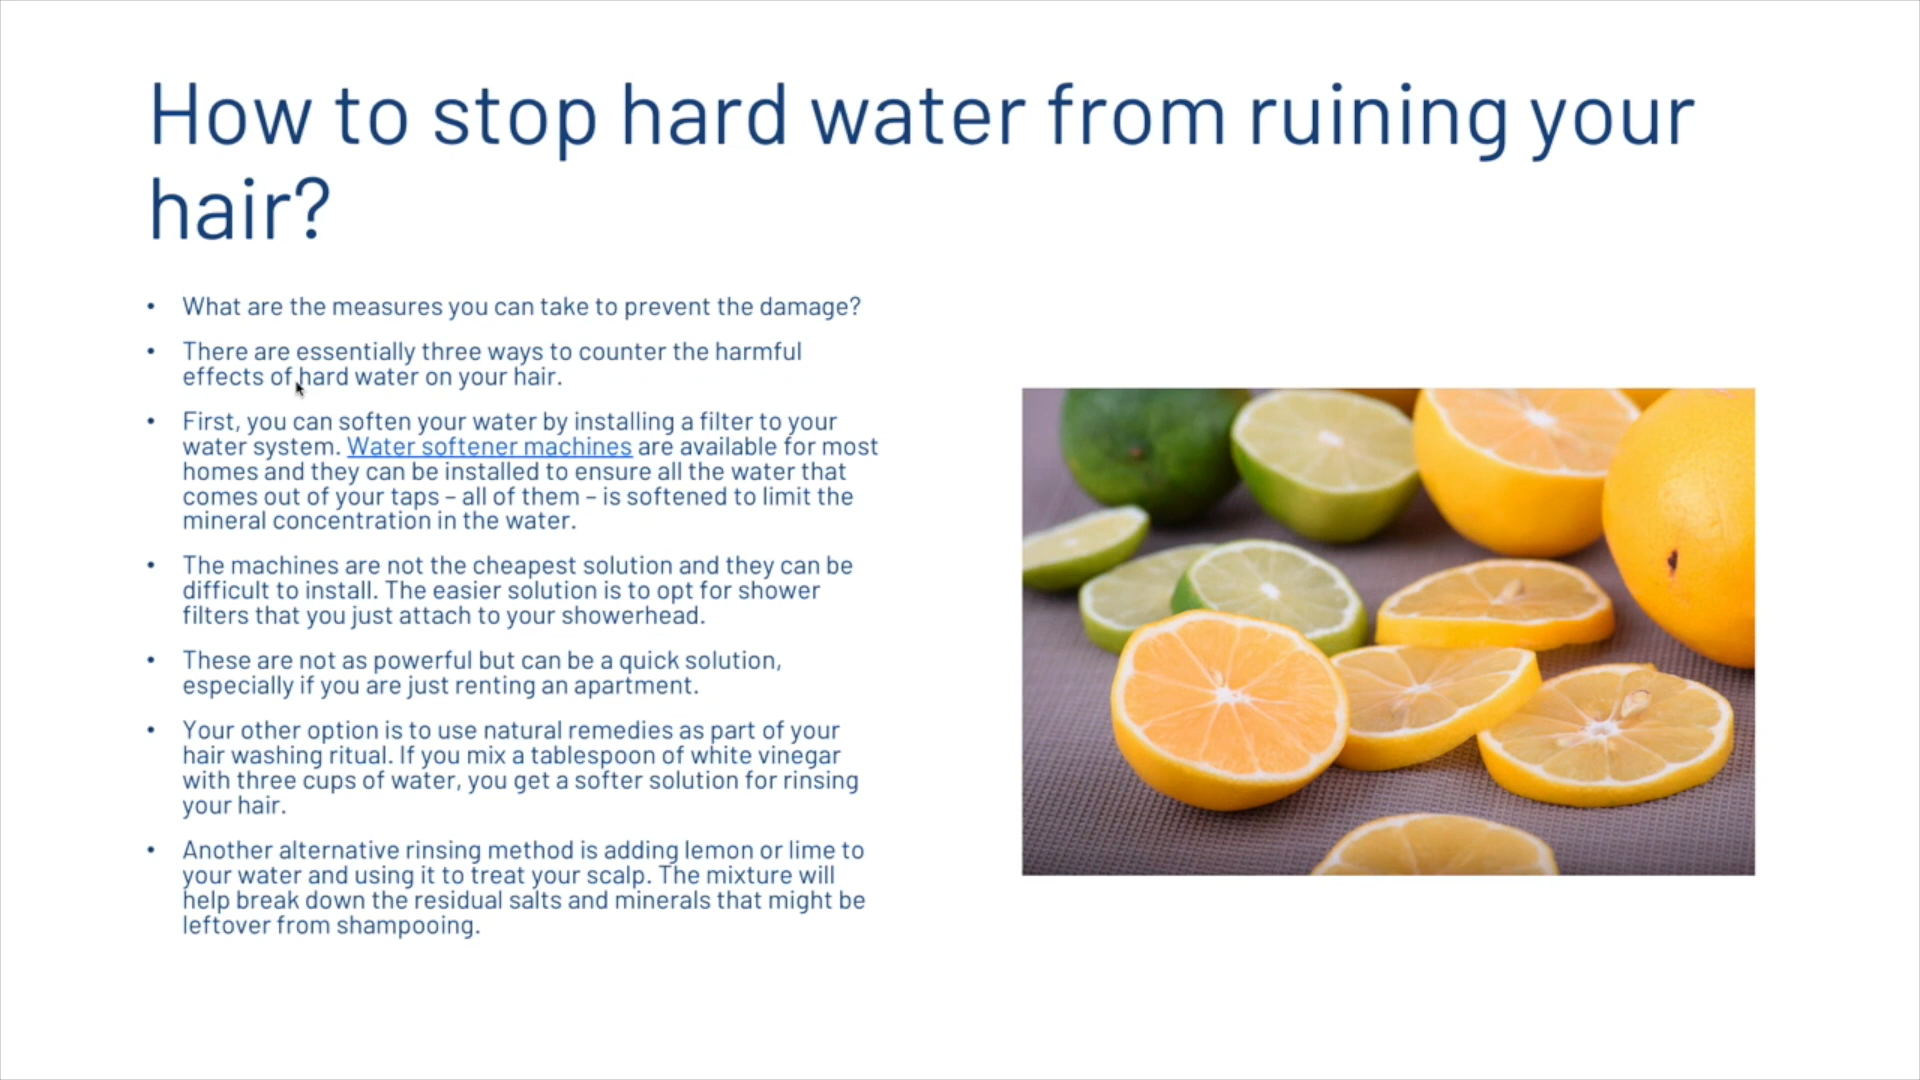 How to stop hard water from ruining your
hair?
• What are the measures you can take to prevent the damage?
• There are essentially three ways to counter the harmful
effects of hard water on your hair.
• First, you can soften your water by installing a filter to your
water system. Water softener machines are available for most
homes and they can be installed to ensure all the water that
comes out of your taps – all of them – is softened to limit the
mineral concentration in the water.
• The machines are not the cheapest solution and they can be
difficult to install. The easier solution is to opt for shower
filters that you just attach to your showerhead.
• These are not as powerful but can be a quick solution,
especially if you are just renting an apartment.
• Your other option is to use natural remedies as part of your
hair washing ritual. If you mix a tablespoon of white vinegar
with three cups of water, you get a softer solution for rinsing
your hair.
• Another alternative rinsing method is adding lemon or lime to
your water and using it to treat your scalp. The mixture will
help break down the residual salts and minerals that might be
leftover from shampooing.